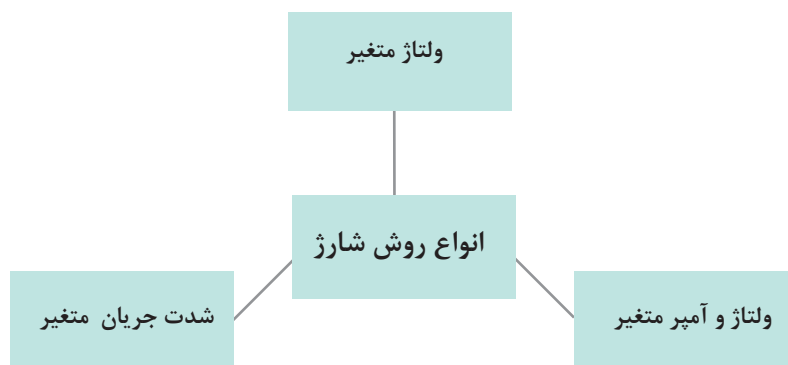 ولتاژ متغیر
انواع روش شارژ
ولتاژ و آمپر متغیر
شدت جریان متغیر